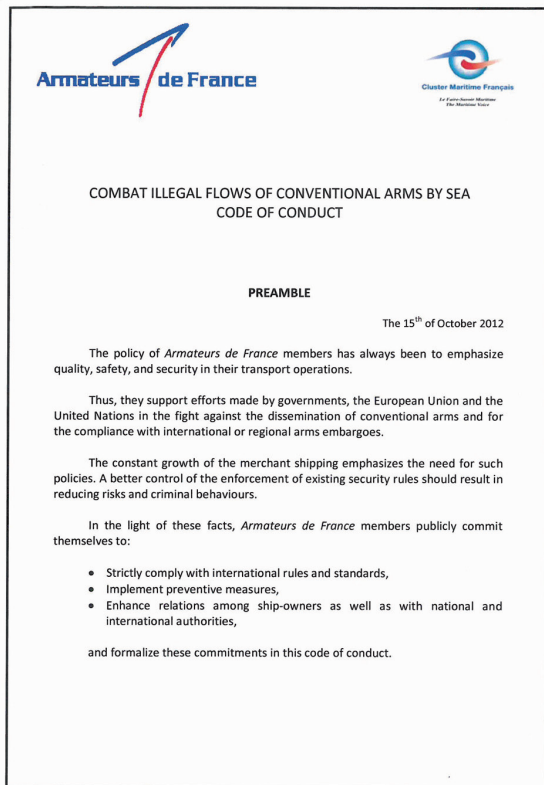 Armateurs de France
Cluster Maritime Français
Le Faire-Savoir Maritime
The Maritime Voice
COMBAT ILLEGAL FLOWS OF CONVENTIONAL ARMS BY SEA
CODE OF CONDUCT
PREAMBLE
The 15th of October 2012
The policy of Armateurs de France members has always been to emphasize
quality, safety, and security in their transport operations.
Thus, they support efforts made by governments, the European Union and the
United Nations in the fight against the dissemination of conventional arms and for
the compliance with international or regional arms embargoes.
The constant growth of the merchant shipping emphasizes the need for such
policies. A better control of the enforcement of existing security rules should result in
reducing risks and criminal behaviours.
In the light of these facts, Armateurs de France members publicly commit
themselves to:
• Strictly comply with international rules and standards,
• Implement preventive measures,
• Enhance relations among ship-owners as well as with national and
international authorities,
and formalize these commitments in this code of conduct.